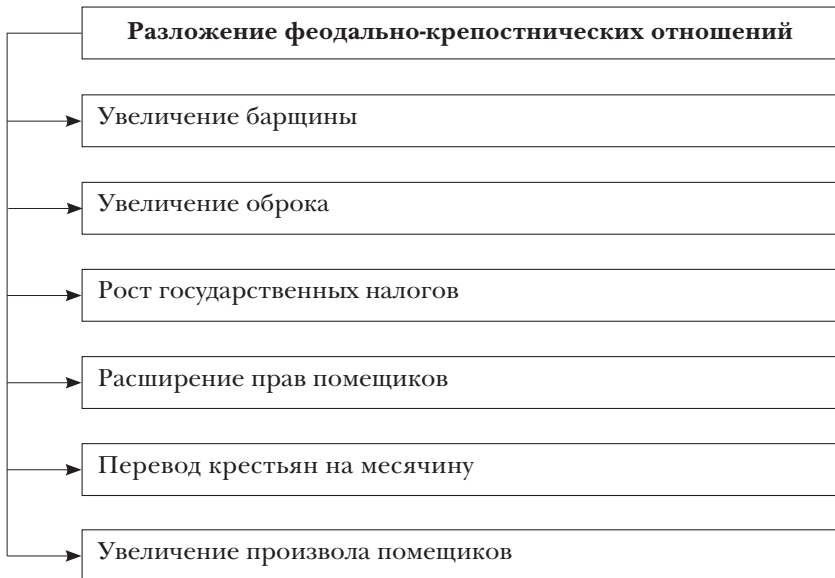 Разложение феодально-крепостнических отношений
Увеличение барщины
Увеличение оброка
Рост государственных налогов
Расширение прав помещиков
Перевод крестьян на месячину
Увеличение произвола помещиков